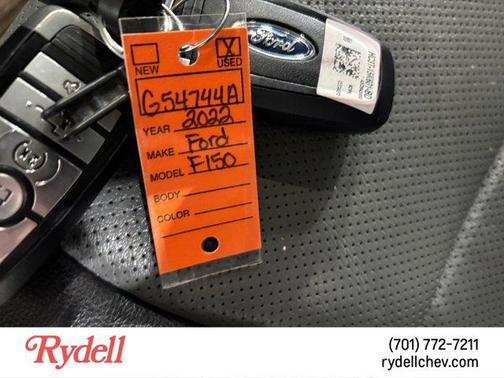 X
NEW USED
G54744A
YEAR 2022
MAKE Ford
MODEL F150
BODY
COLOR
Ford
Rydell
(701) 772-7211
rydellchev.com